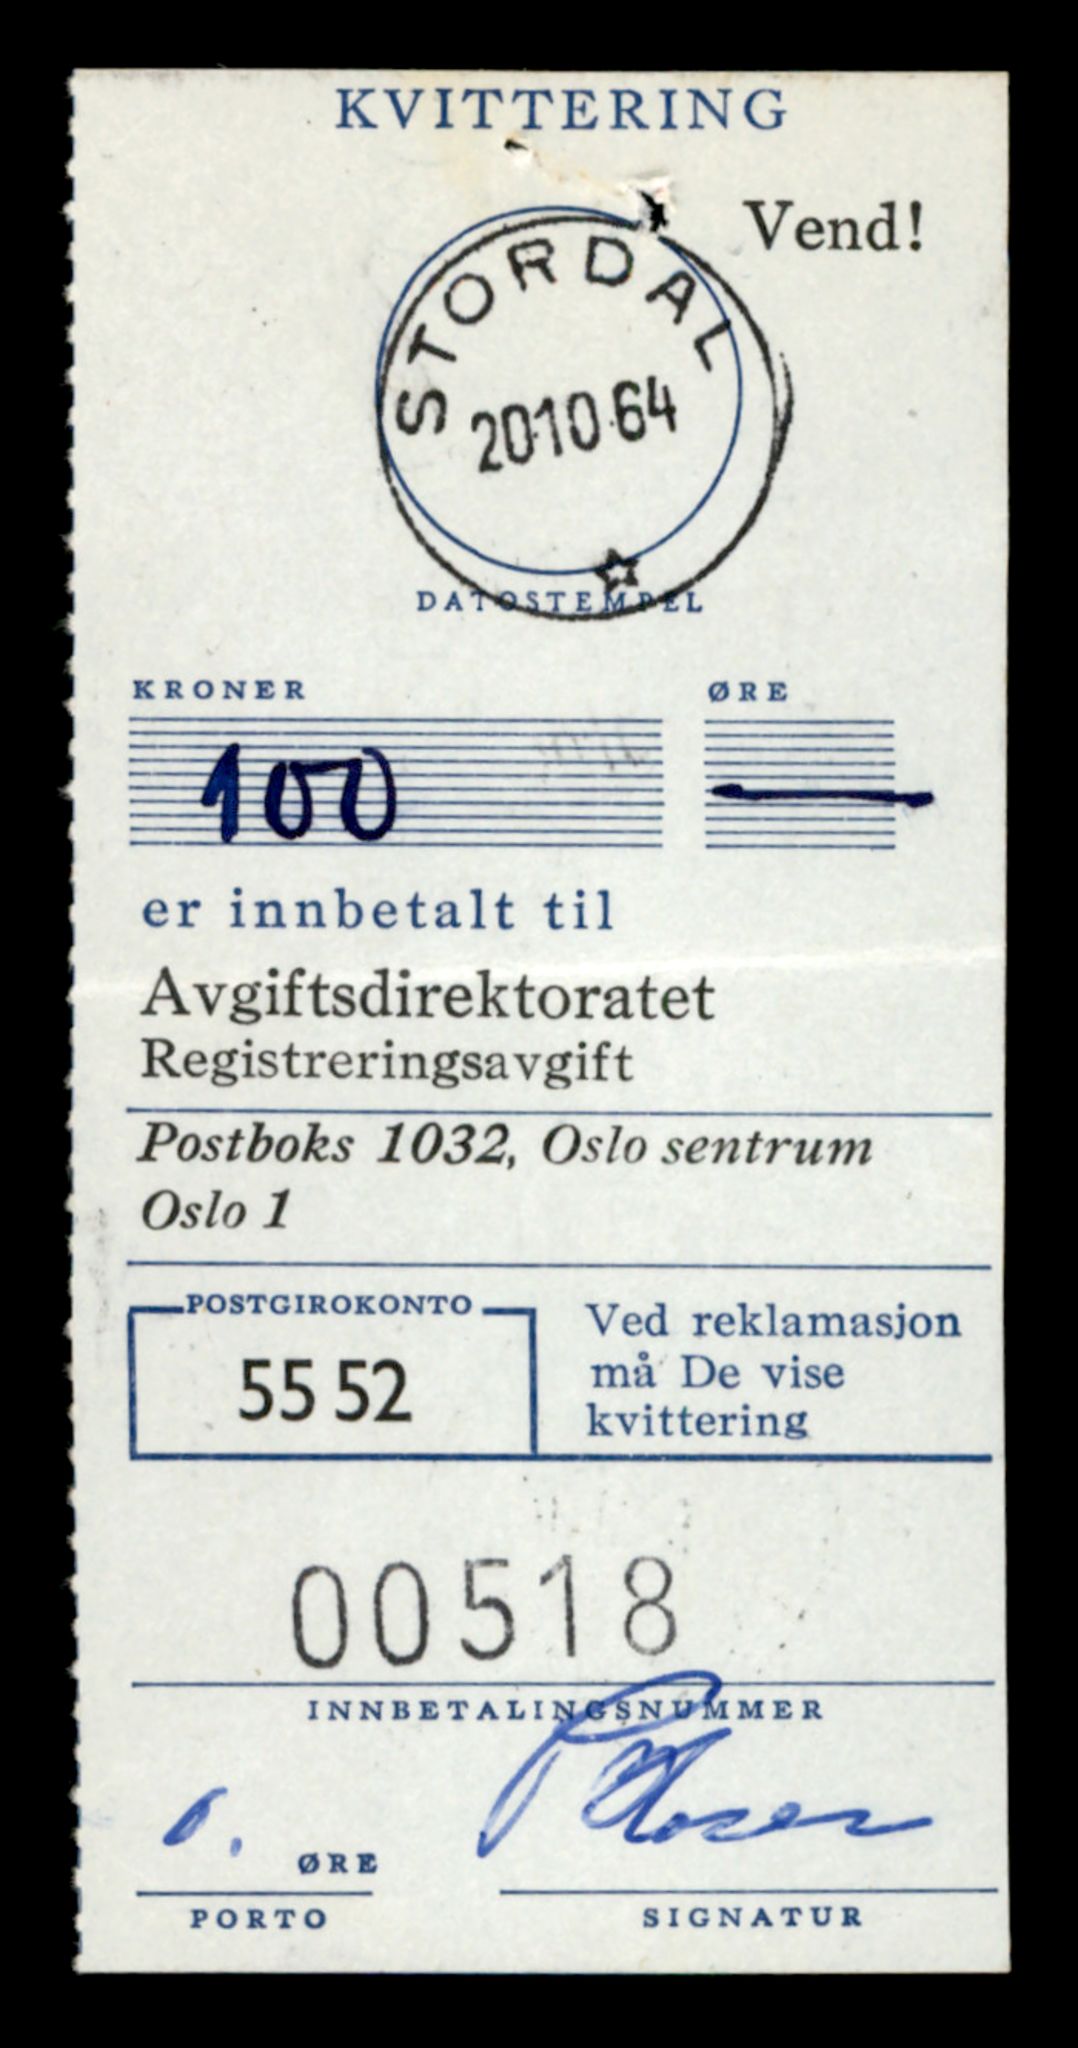 KVITTERING
Vend!
STORDAL
20.10.64
DATOSTEMPEL
KRONER ØRE
100 —
er innbetalt til
Avgiftsdirektoratet
Registreringsavgift
Postboks 1032, Oslo sentrum
Oslo 1
POSTGIROKONTO
55 52
Ved reklamasjon
må De vise
kvittering
00518
INNBETALINGSNUMMER
0.
ØRE
PORTO SIGNATUR